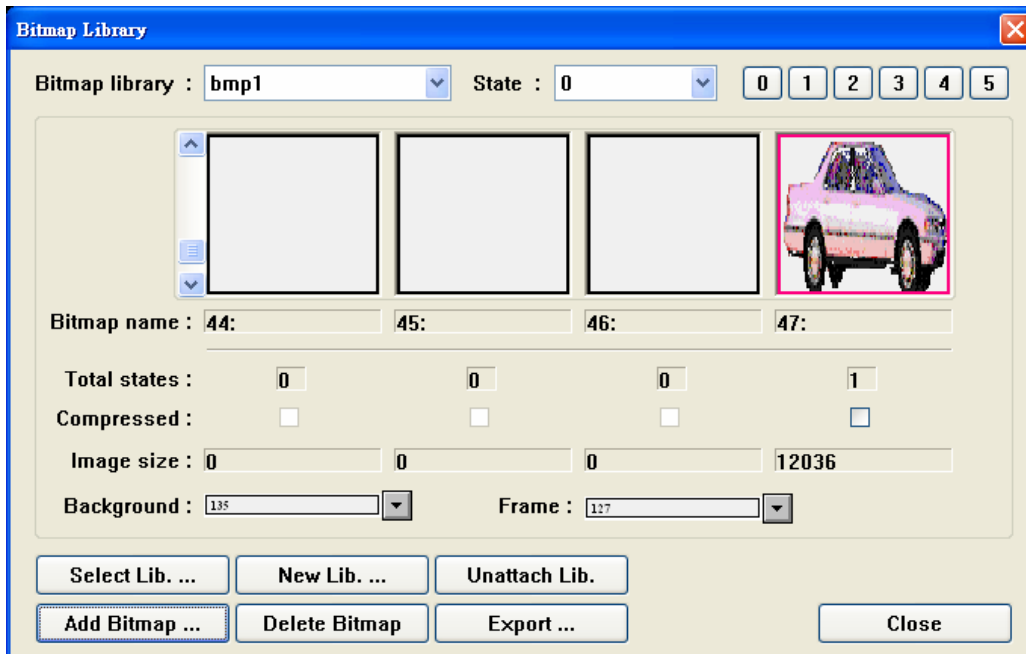 Bitmap Library
Bitmap library : bmp1 State : 0 0 1 2 3 4 5
Bitmap name : 44: 45: 46: 47:
Total states : 0 0 0 1
Compressed :
Image size : 0 0 0 12036
Background : 135 Frame : 127
Select Lib. ... New Lib. ... Unattach Lib.
Add Bitmap ... Delete Bitmap Export ... Close